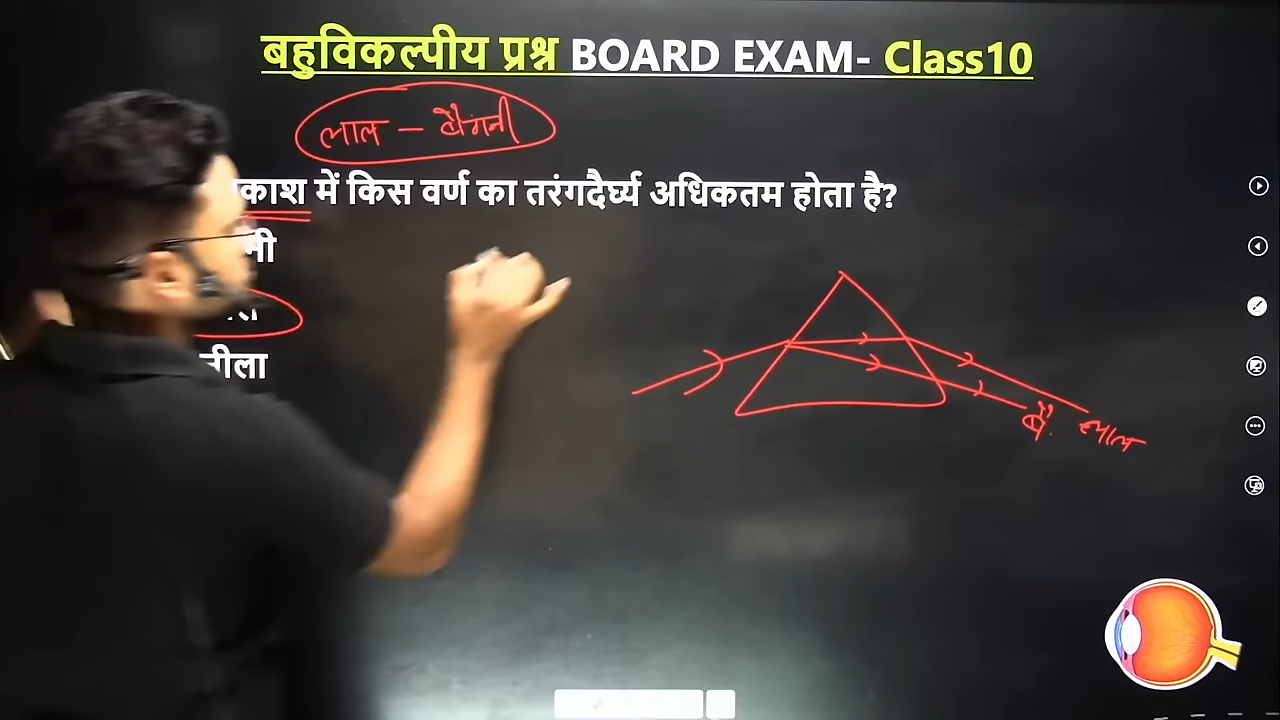 बहुविकल्पीय प्रश्न BOARD EXAM- Class10
लाल – बैंगनी
में किस वर्ण का तरंगदैर्घ्य अधिकतम होता है?
नीला
बैं. लाल